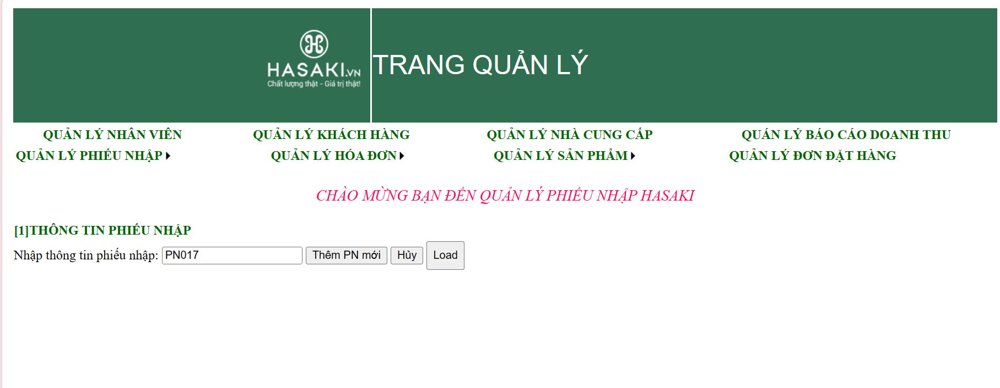 HASAKI.VN
Chất lượng thật - Giá trị thật!
TRANG QUẢN LÝ
QUẢN LÝ NHÂN VIÊN QUẢN LÝ KHÁCH HÀNG QUẢN LÝ NHÀ CUNG CẤP QUÁN LÝ BÁO CÁO DOANH THU
QUẢN LÝ PHIẾU NHẬP QUẢN LÝ HÓA ĐƠN QUẢN LÝ SẢN PHẨM QUẢN LÝ ĐƠN ĐẶT HÀNG
CHÀO MỪNG BẠN ĐẾN QUẢN LÝ PHIẾU NHẬP HASAKI
[1]THÔNG TIN PHIẾU NHẬP
Nhập thông tin phiếu nhập: PN017 Thêm PN mới Hủy Load